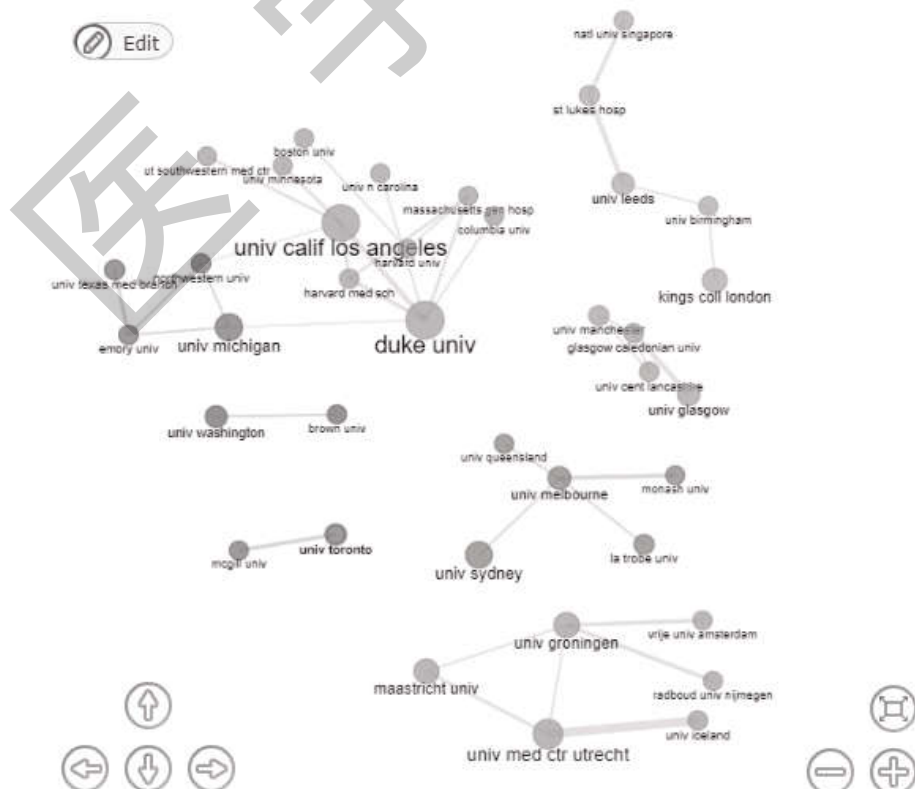 Edit
natl univ singapore
st lukes hosp
boston univ
ut southwestern med ctr
univ minnesota
univ n carolina
univ leeds
massachusetts gen hosp
univ birmingham
columbia univ
univ calif los angeles
harvard univ
univ texas med branch
northwestern univ
harvard med sch
kings coll london
emory univ
univ michigan
duke univ
univ manchester
glasgow caledonian univ
univ cent lancashire
univ glasgow
univ washington
brown univ
univ queensland
univ melbourne
monash univ
mcgill univ
univ toronto
la trobe univ
univ sydney
univ groningen
vrije univ amsterdam
maastricht univ
radboud univ nijmegen
univ iceland
univ med ctr utrecht
医学